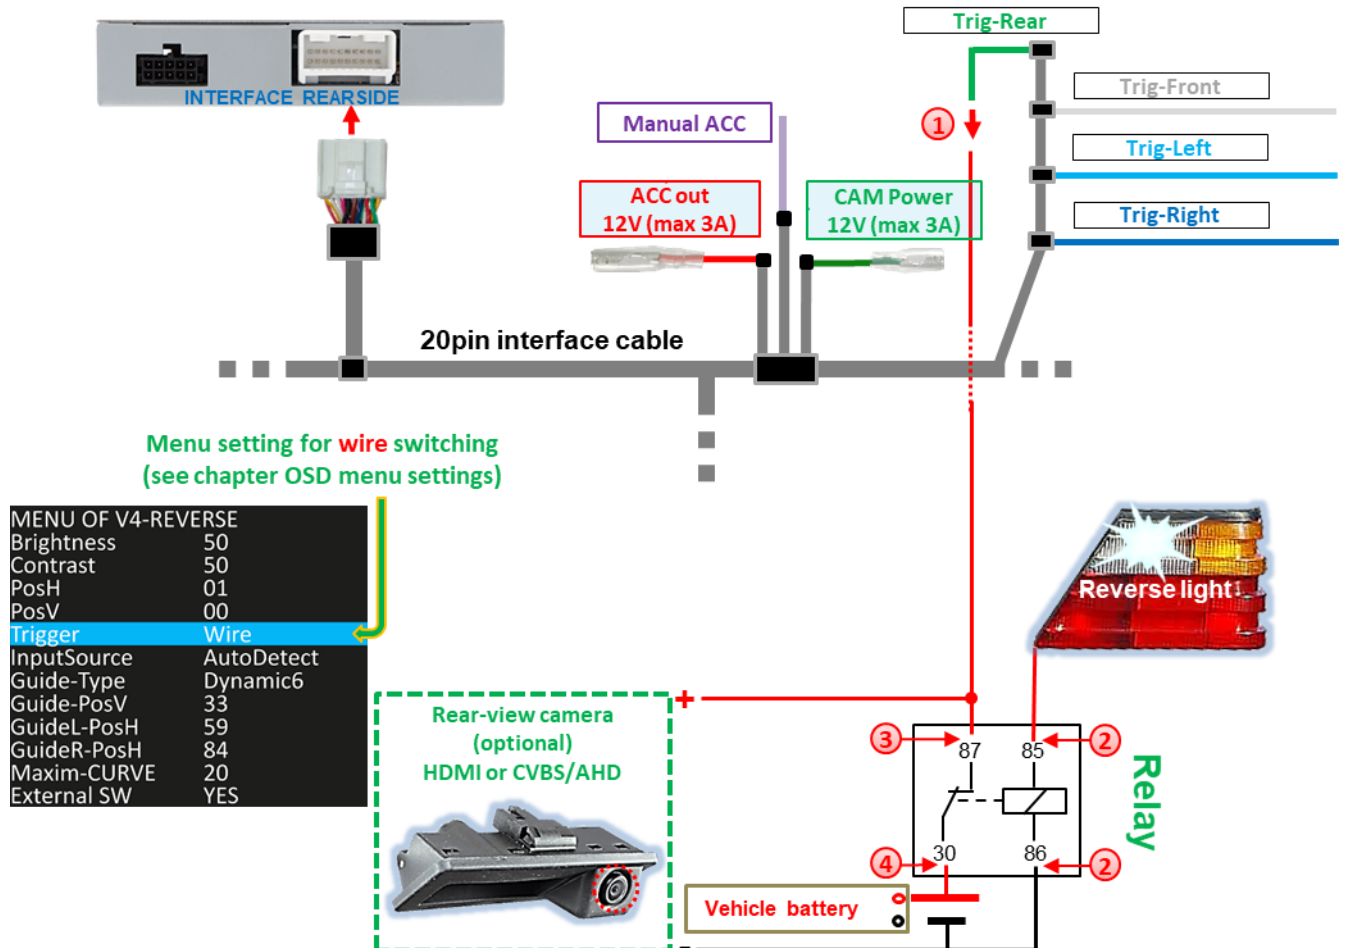 Trig-Rear
INTERFACE REARSIDE
Trig-Front
Manual ACC
1
Trig-Left
ACC out
12V (max 3A)
CAM Power
12V (max 3A)
Trig-Right
20pin interface cable
Menu setting for wire switching
(see chapter OSD menu settings)
MENU OF V4-REVERSE
Brightness 50
Contrast 50
PosH 01
PosV 00
Trigger Wire
InputSource AutoDetect
Guide-Type Dynamic6
Guide-PosV 33
GuideL-PosH 59
GuideR-PosH 84
Maxim-CURVE 20
External SW YES
Reverse light
+
Rear-view camera
(optional)
HDMI or CVBS/AHD
3
87
85
2
Relay
4
30
86
2
Vehicle battery
-